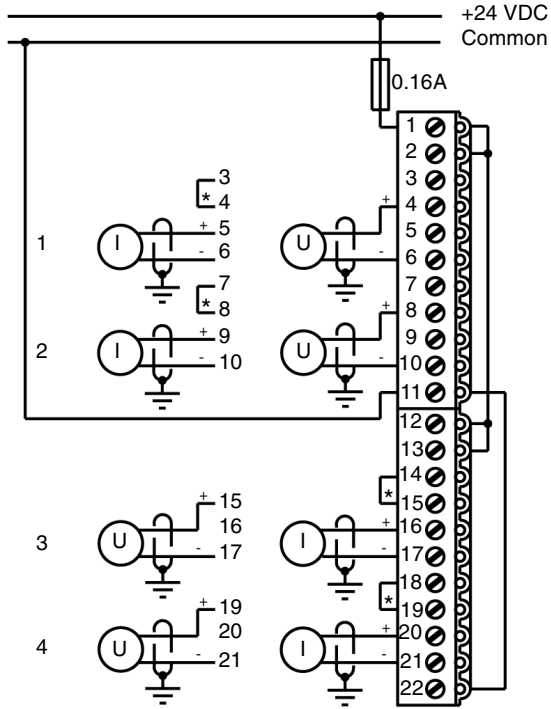 +24 VDC
Common
0.16A
1
2
3
3
4
* 4
+
1 I + 5 U 5
- 6 - 6
7
7
* 8 + 8
2 I + 9 U 9
- 10 - 10
11
12
13
14
+ 15 * 15
3 U 16 I + 16
- 17 - 17
18
+ 19 * 19
4 U 20 I + 20
- 21 - 21
22